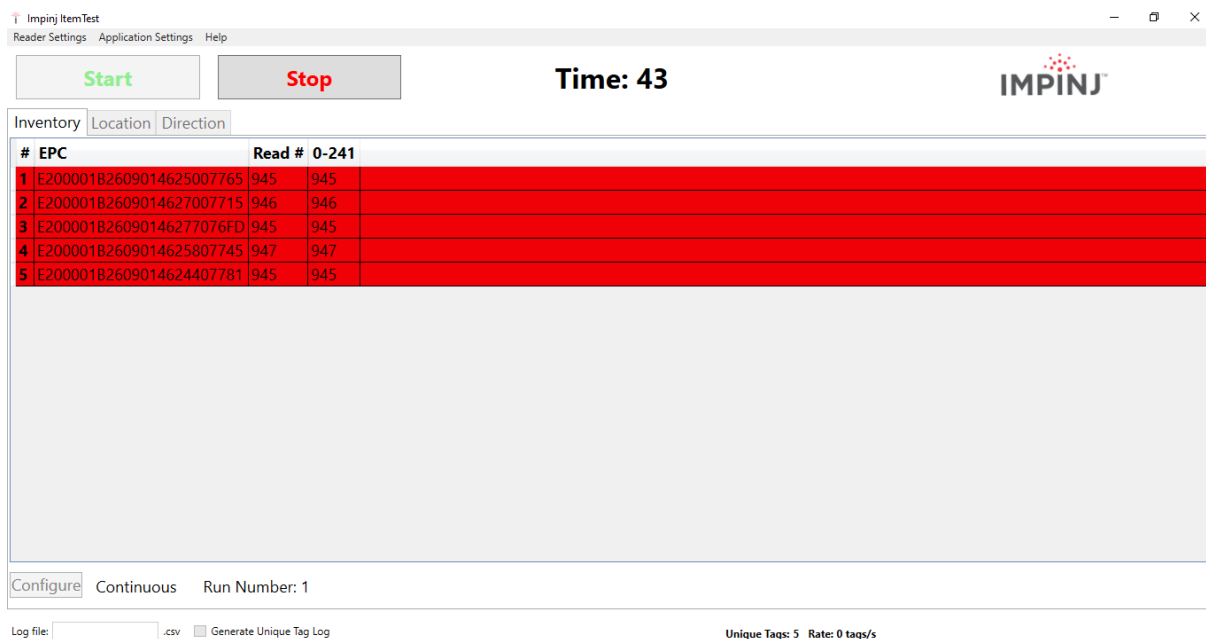 Impinj ItemTest
Reader Settings Application Settings Help
Start Stop Time: 43 IMPINJ™
Inventory Location Direction
# EPC Read # 0-241
1 E200001B2609014625007765 945 945
2 E200001B2609014627007715 946 946
3 E200001B26090146277076FD 945 945
4 E200001B2609014625807745 947 947
5 E200001B2609014624407781 945 945
Configure Continuous Run Number: 1
Log file: .csv Generate Unique Tag Log Unique Tags: 5 Rate: 0 tags/s